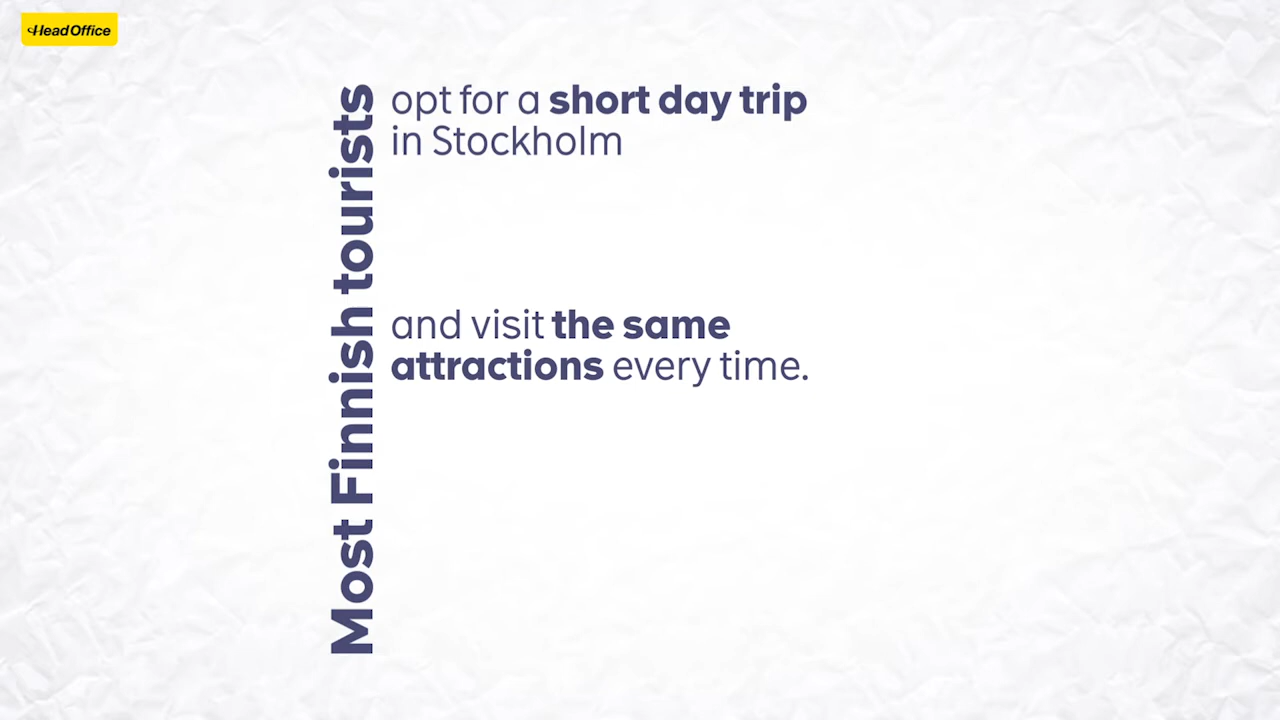 HeadOffice
Most Finnish tourists
opt for a short day trip
in Stockholm
and visit the same
attractions every time.